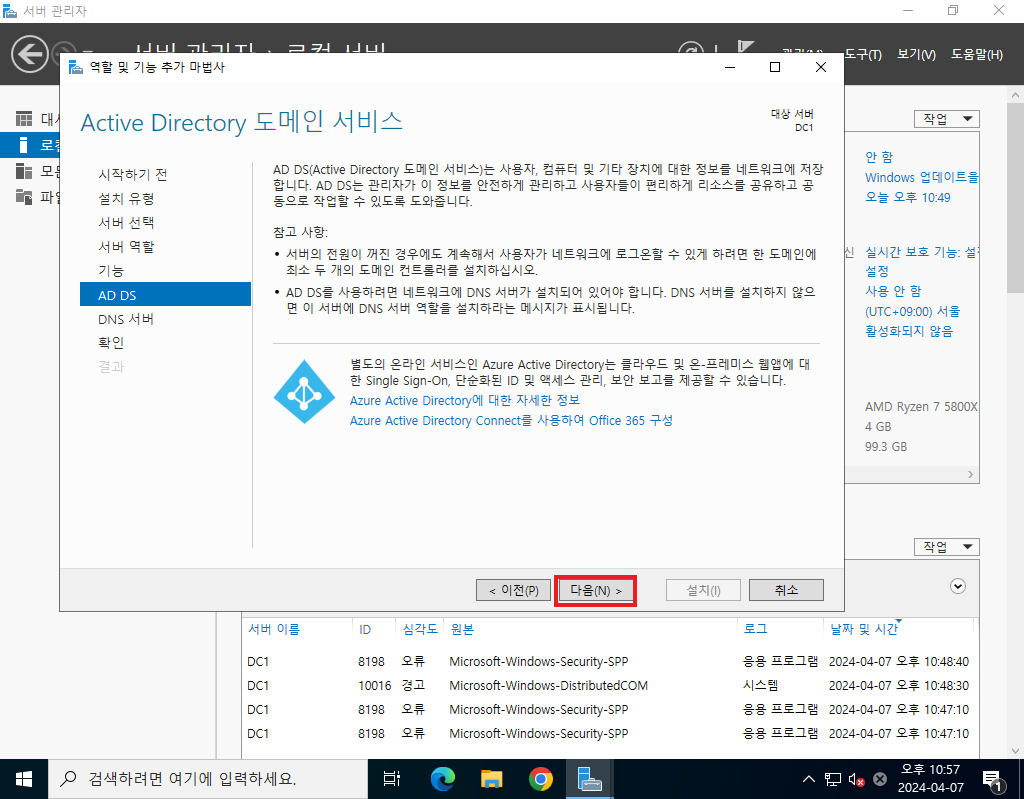 서버 관리자
관리(M) 도구(T) 보기(V) 도움말(H)
역할 및 기능 추가 마법사
Active Directory 도메인 서비스
대상 서버
DC1
시작하기 전
설치 유형
서버 선택
서버 역할
기능
AD DS
DNS 서버
확인
결과
AD DS(Active Directory 도메인 서비스)는 사용자, 컴퓨터 및 기타 장치에 대한 정보를 네트워크에 저장
합니다. AD DS는 관리자가 이 정보를 안전하게 관리하고 사용자들이 편리하게 리소스를 공유하고 공
동으로 작업할 수 있도록 도와줍니다.
참고 사항:
• 서버의 전원이 꺼진 경우에도 계속해서 사용자가 네트워크에 로그온할 수 있게 하려면 한 도메인에
최소 두 개의 도메인 컨트롤러를 설치하십시오.
• AD DS를 사용하려면 네트워크에 DNS 서버가 설치되어 있어야 합니다. DNS 서버를 설치하지 않으
면 이 서버에 DNS 서버 역할을 설치하라는 메시지가 표시됩니다.
별도의 온라인 서비스인 Azure Active Directory는 클라우드 및 온-프레미스 웹앱에 대
한 Single Sign-On, 단순화된 ID 및 액세스 관리, 보안 보고를 제공할 수 있습니다.
Azure Active Directory에 대한 자세한 정보
Azure Active Directory Connect를 사용하여 Office 365 구성
< 이전(P) 다음(N) > 설치(I) 취소
작업
안 함
Windows 업데이트을
오늘 오후 10:49
신 실시간 보호 기능: 설
설정
사용 안 함
(UTC+09:00) 서울
활성화되지 않음
AMD Ryzen 7 5800X
4 GB
99.3 GB
작업
서버 이름 ID 심각도 원본 로그 날짜 및 시간
DC1 8198 오류 Microsoft-Windows-Security-SPP 응용 프로그램 2024-04-07 오후 10:48:40
DC1 10016 경고 Microsoft-Windows-DistributedCOM 시스템 2024-04-07 오후 10:48:30
DC1 8198 오류 Microsoft-Windows-Security-SPP 응용 프로그램 2024-04-07 오후 10:47:10
DC1 8198 오류 Microsoft-Windows-Security-SPP 응용 프로그램 2024-04-07 오후 10:47:10
검색하려면 여기에 입력하세요.
오후 10:57
2024-04-07
1